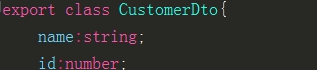 export class CustomerDto{
name:string;
id:number;